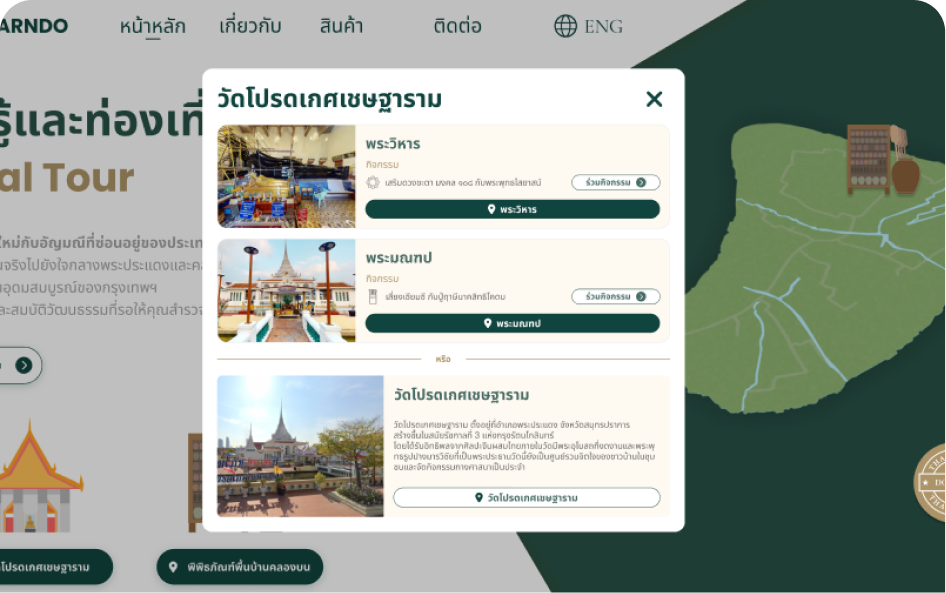 ARNDO
หน้าหลัก
เกี่ยวกับ
สินค้า
ติดต่อ
ENG
รู้และท่องเที่
al Tour
ใหม่กับอัญมณีที่ซ่อนอยู่ของประเท
จริงไปยังใจกลางพระประแดงและค
อุดมสมบูรณ์ของกรุงเทพฯ
ละสมบัติวัฒนธรรมที่รอให้คุณสำรวจ
วัดโปรดเกศเชษฐาราม
พระวิหาร
กิจกรรม
เสริมดวงชะตา มงคล ๑๐๘ กับพระพุทธไสยาสน์
ร่วมกิจกรรม
พระวิหาร
พระมณฑป
กิจกรรม
เสี่ยงเซียมซี กับปู่ฤาษีนาคสิทธิโคดม
ร่วมกิจกรรม
พระมณฑป
หรือ
วัดโปรดเกศเชษฐาราม
วัดโปรดเกศเชษฐาราม ตั้งอยู่ที่อำเภอพระประแดง จังหวัดสมุทรปราการ
สร้างขึ้นในสมัยรัชกาลที่ 3 แห่งกรุงรัตนโกสินทร์
โดยได้รับอิทธิพลจากศิลปะจีนผสมไทยภายในวัดมีพระอุโบสถที่งดงามและพระพุ
ทธรูปปางมารวิชัยที่เป็นพระประธานวัดนี้ยังเป็นศูนย์รวมจิตใจของชาวบ้านในชุม
ชนและจัดกิจกรรมทางศาสนาเป็นประจำ
วัดโปรดเกศเชษฐาราม
โปรดเกศเชษฐาราม
พิพิธภัณฑ์พื้นบ้านคลองบน